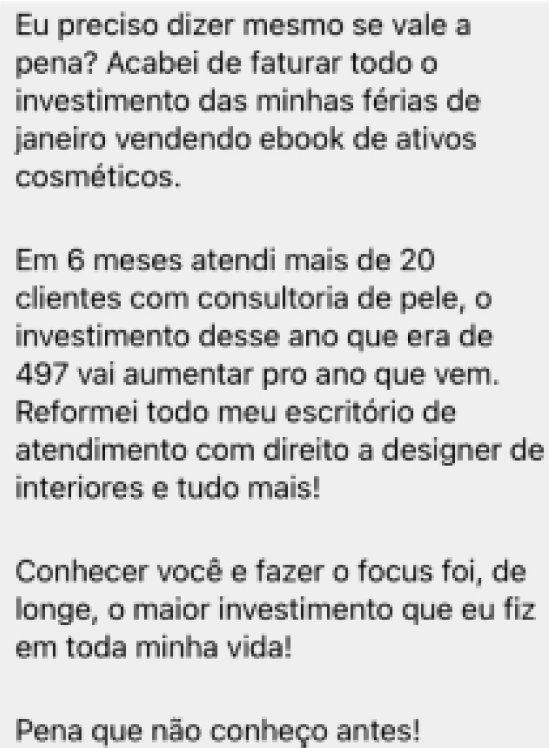 Eu preciso dizer mesmo se vale a
pena? Acabei de faturar todo o
investimento das minhas férias de
janeiro vendendo ebook de ativos
cosméticos.
Em 6 meses atendi mais de 20
clientes com consultoria de pele, o
investimento desse ano que era de
497 vai aumentar pro ano que vem.
Reformei todo meu escritório de
atendimento com direito a designer de
interiores e tudo mais!
Conhecer você e fazer o focus foi, de
longe, o maior investimento que eu fiz
em toda minha vida!
Pena que não conheço antes!